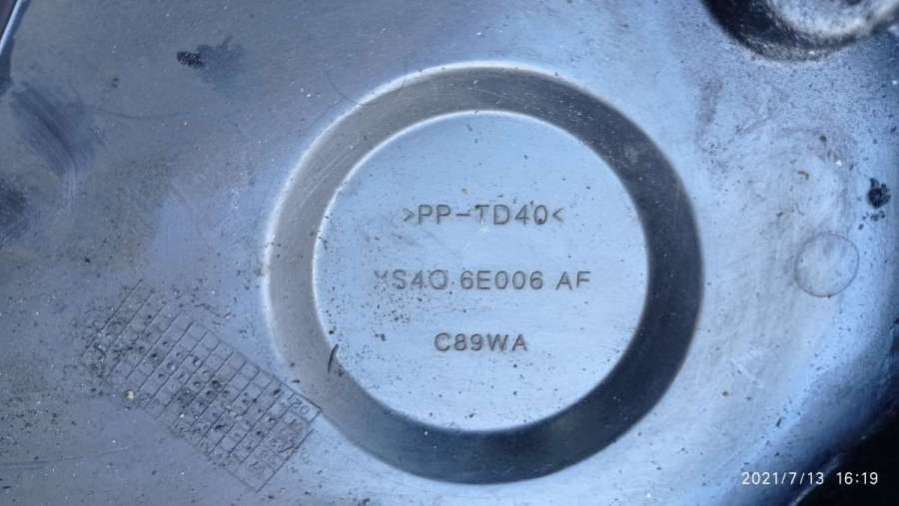 >PP-TD40<
XS4Q 6E006 AF
C89WA
2021/7/13 16:19